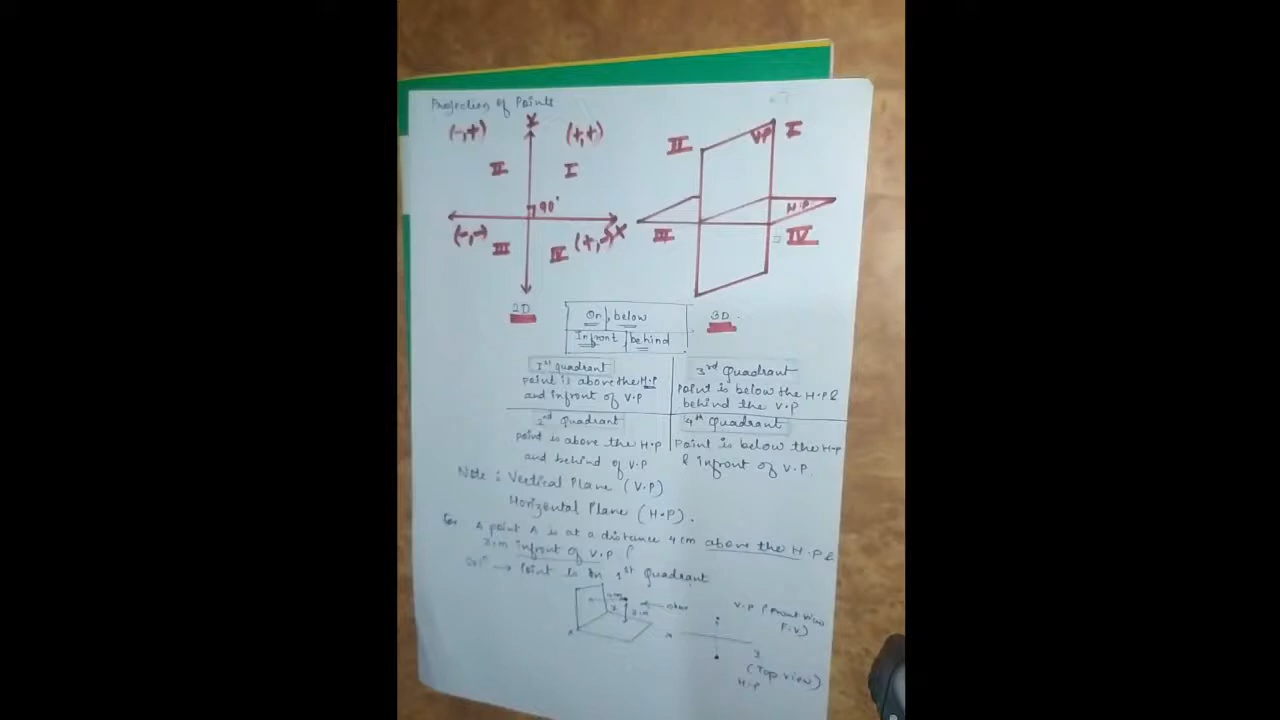 Projection of Points
(-,+)
Y
(+,+)
II
I
90°
X
(-,-)
III
IV
(+,-)
2D
II
VP
I
H.P
III
IV
3D
On, below
Infront behind
1st quadrant
point is above the H.P
and infront of V.P
3rd Quadrant
Point is below the H.P &
behind the V.P
2nd Quadrant
point is above the H.P
and behind of V.P
4th Quadrant
Point is below the H.P
& infront of V.P.
Note : Vertical Plane (V.P)
Horizontal Plane (H.P).
A point A is at a distance 4cm above the H.P &
infront of V.P (
→ Point is in 1st Quadrant
V.P (Front View
F.V)
(Top View)
H.P